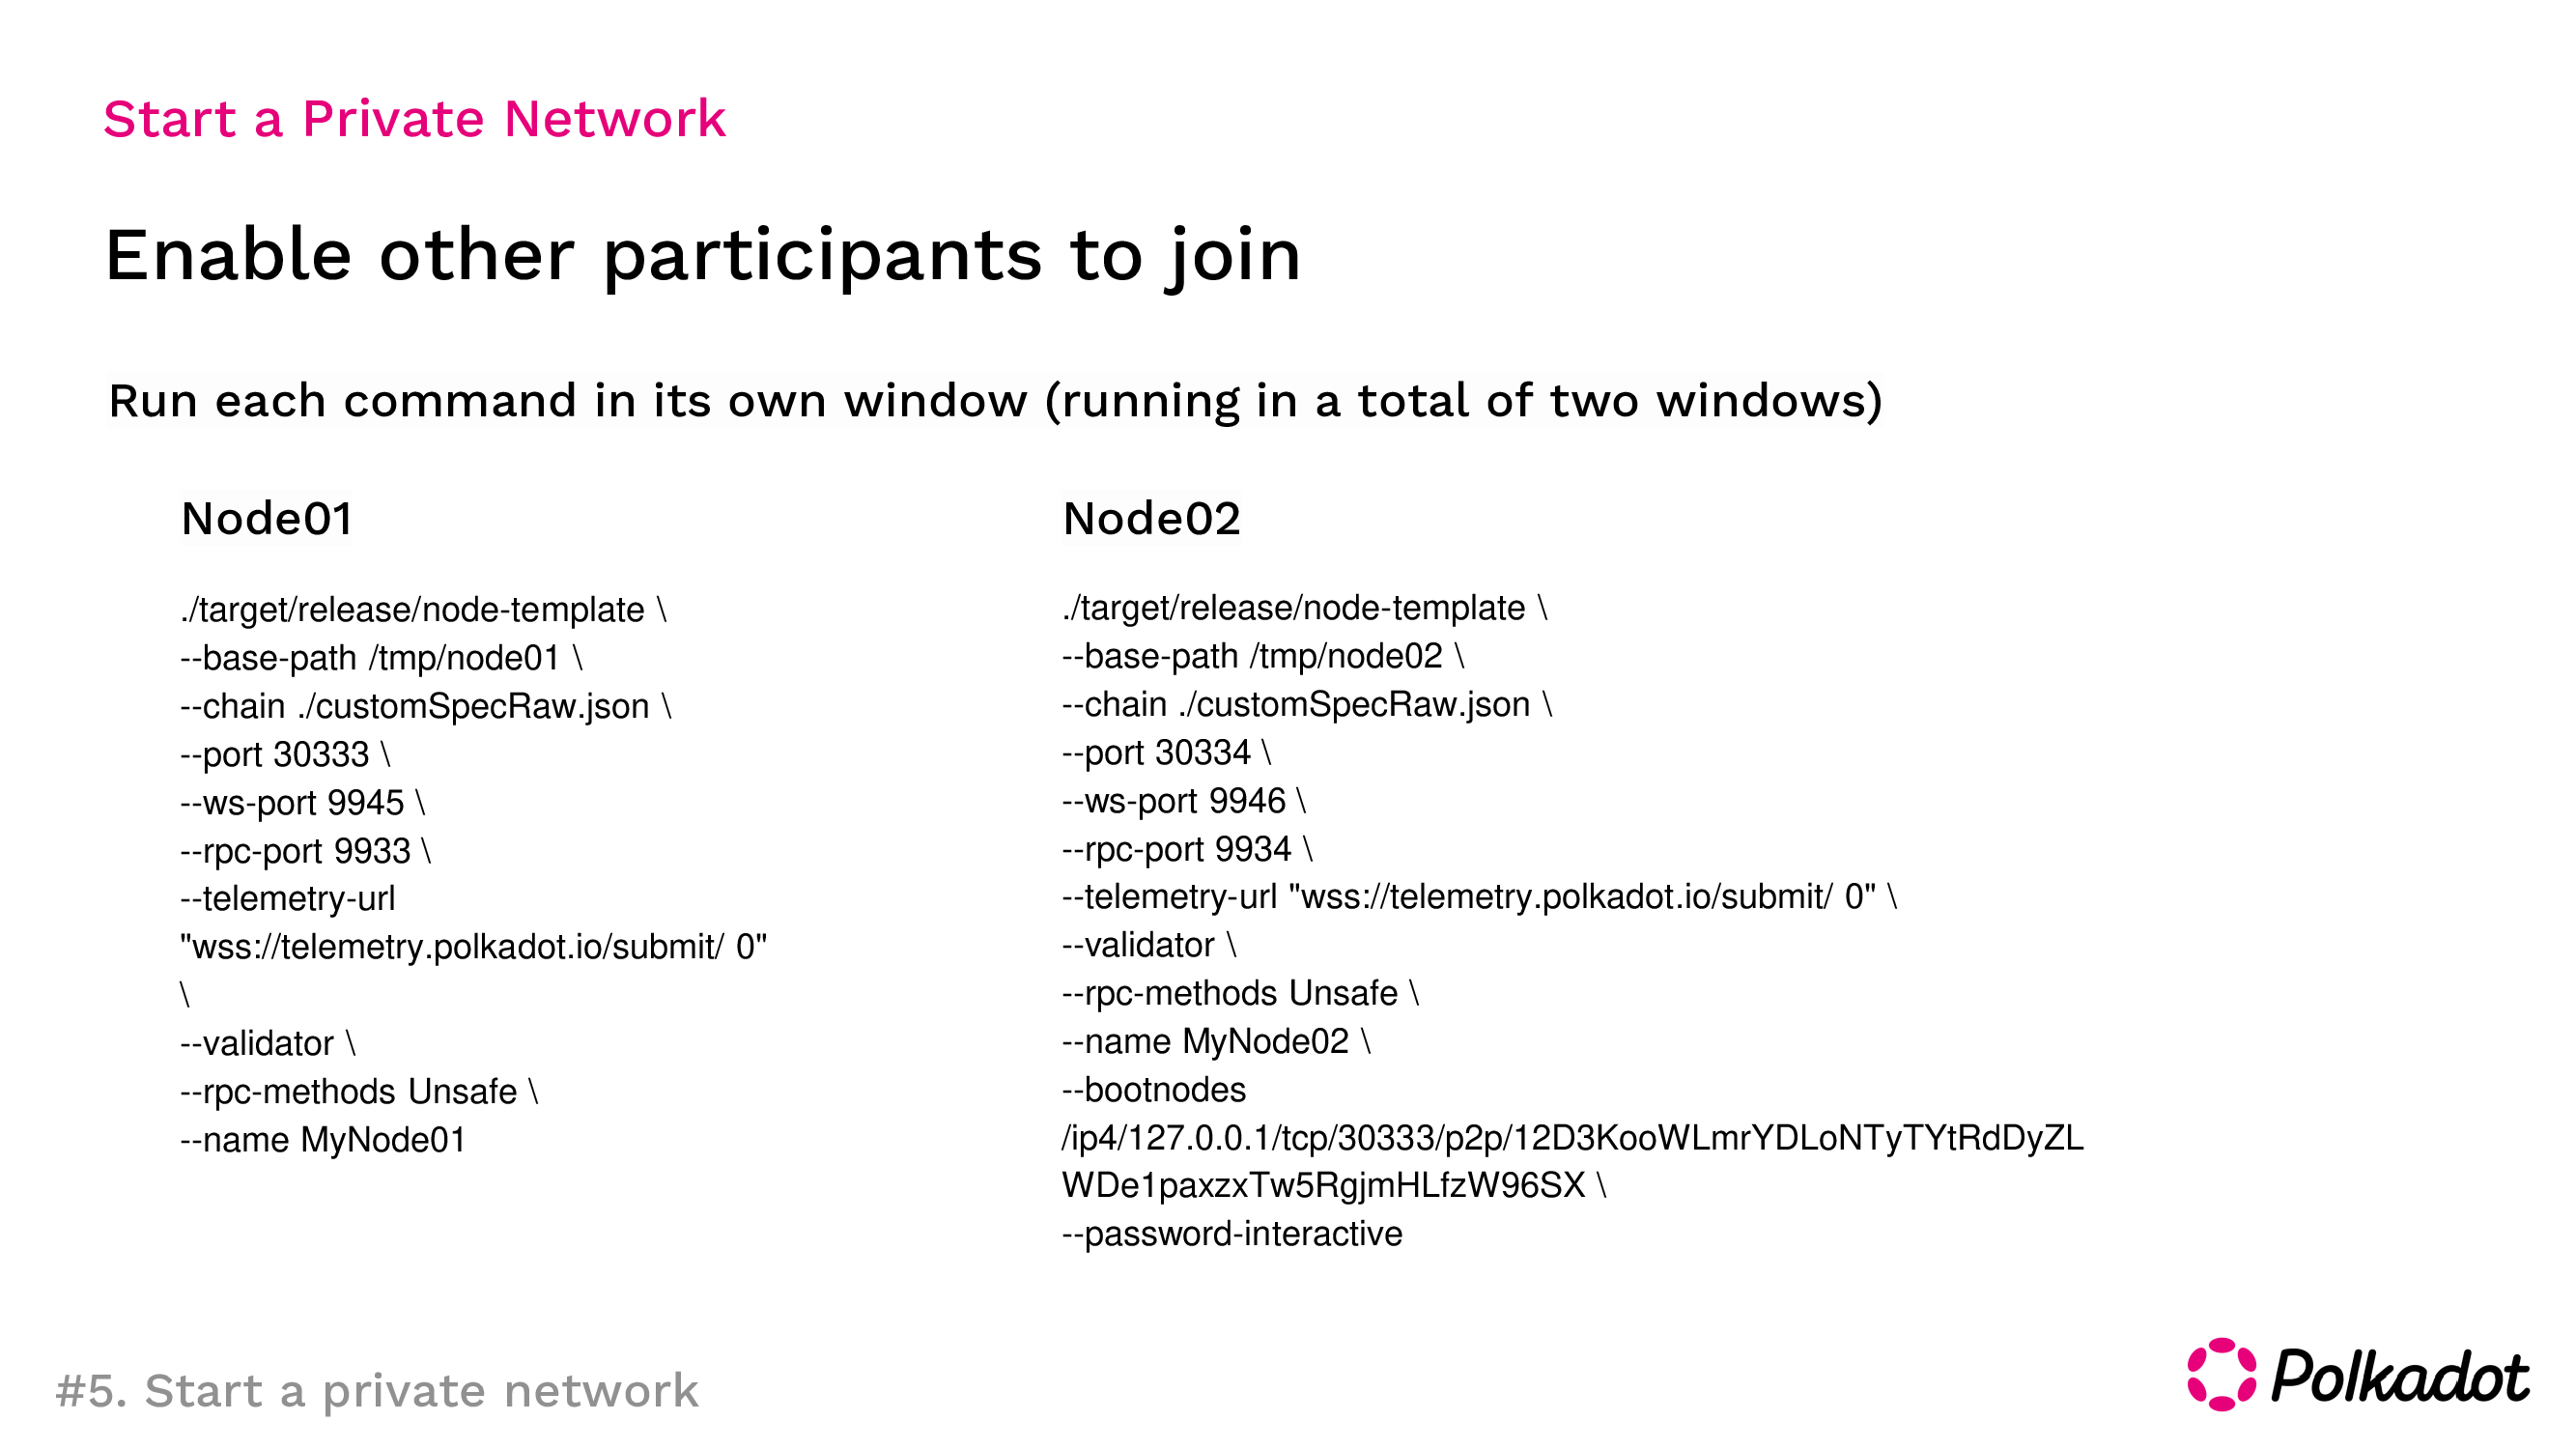 Start a Private Network
Enable other participants to join
Run each command in its own window (running in a total of two windows)
Node01
./target/release/node-template \
--base-path /tmp/node01 \
--chain ./customSpecRaw.json \
--port 30333 \
--ws-port 9945 \
--rpc-port 9933 \
--telemetry-url
"wss://telemetry.polkadot.io/submit/ 0"
\
--validator \
--rpc-methods Unsafe \
--name MyNode01
Node02
./target/release/node-template \
--base-path /tmp/node02 \
--chain ./customSpecRaw.json \
--port 30334 \
--ws-port 9946 \
--rpc-port 9934 \
--telemetry-url "wss://telemetry.polkadot.io/submit/ 0" \
--validator \
--rpc-methods Unsafe \
--name MyNode02 \
--bootnodes
/ip4/127.0.0.1/tcp/30333/p2p/12D3KooWLmrYDLoNTyTYtRdDyZL
WDe1paxzxTw5RgjmHLfzW96SX \
--password-interactive
#5. Start a private network
Polkadot